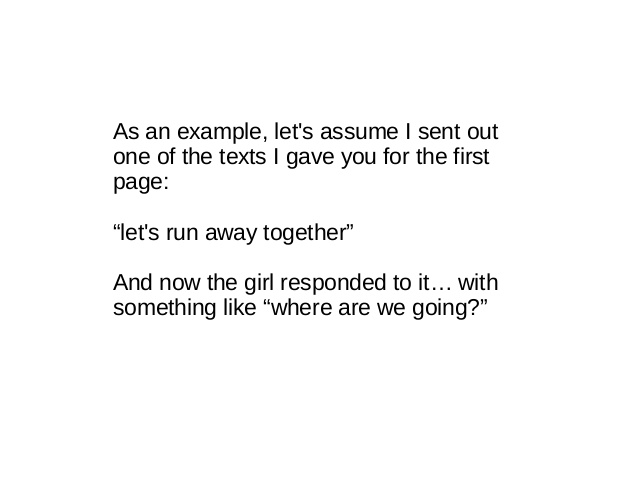 As an example, let's assume I sent out
one of the texts I gave you for the first
page:
“let's run away together”
And now the girl responded to it… with
something like “where are we going?”